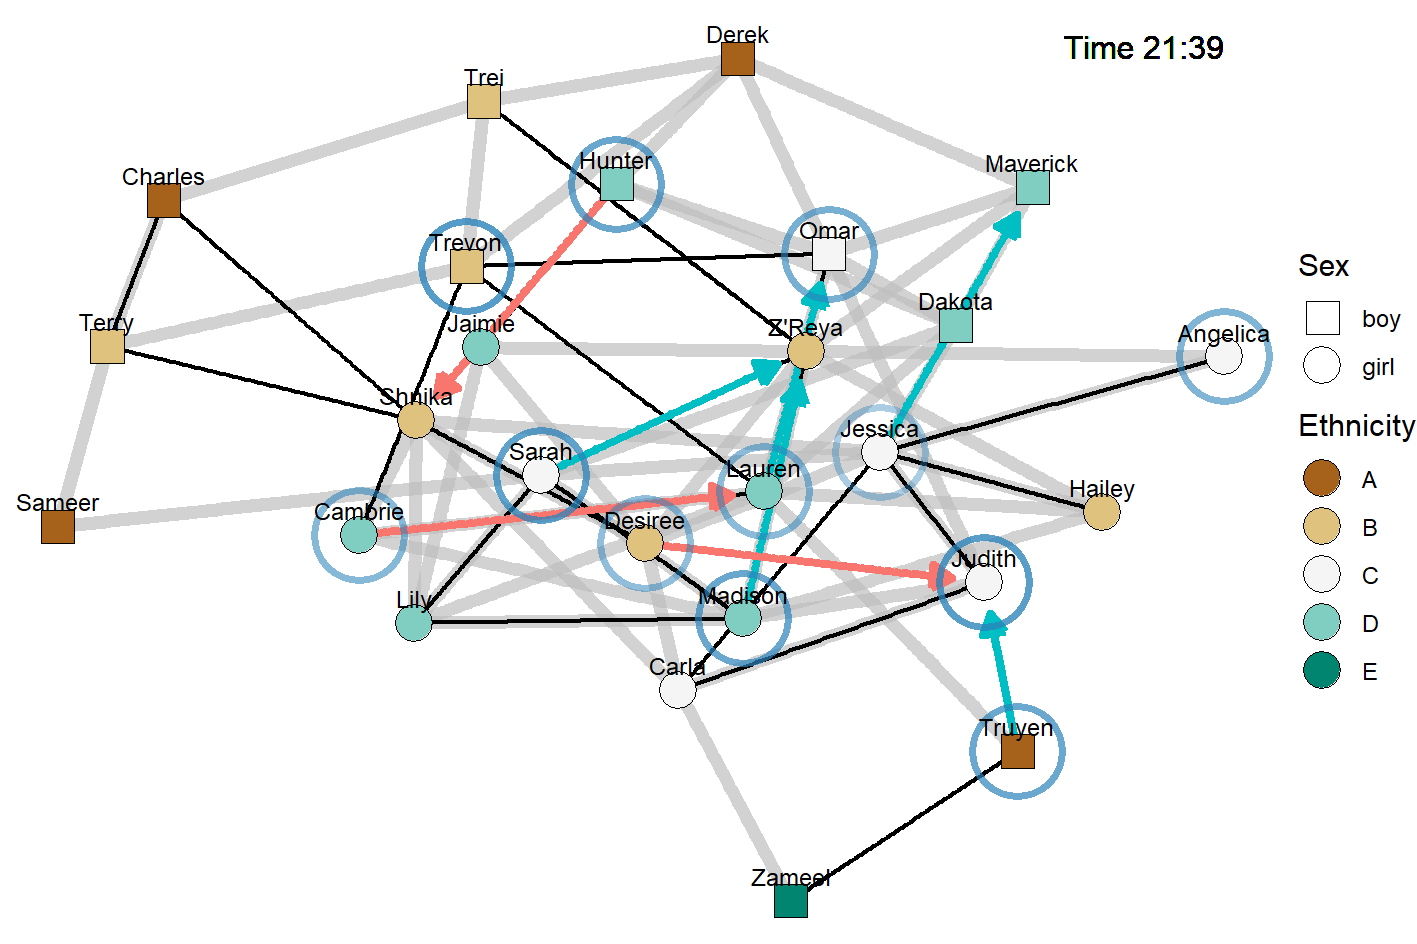 Derek
Time 21:39
Trei
Hunter
Maverick
Charles
Omar
Trevon
Dakota
Terry
Jaimie
Z'Reya
Angelica
Shnika
Jessica
Sarah
Lauren
Hailey
Sameer
Cambrie
Desiree
Judith
Lily
Madison
Carla
Truyen
Zameel
Sex
boy
girl
Ethnicity
A
B
C
D
E